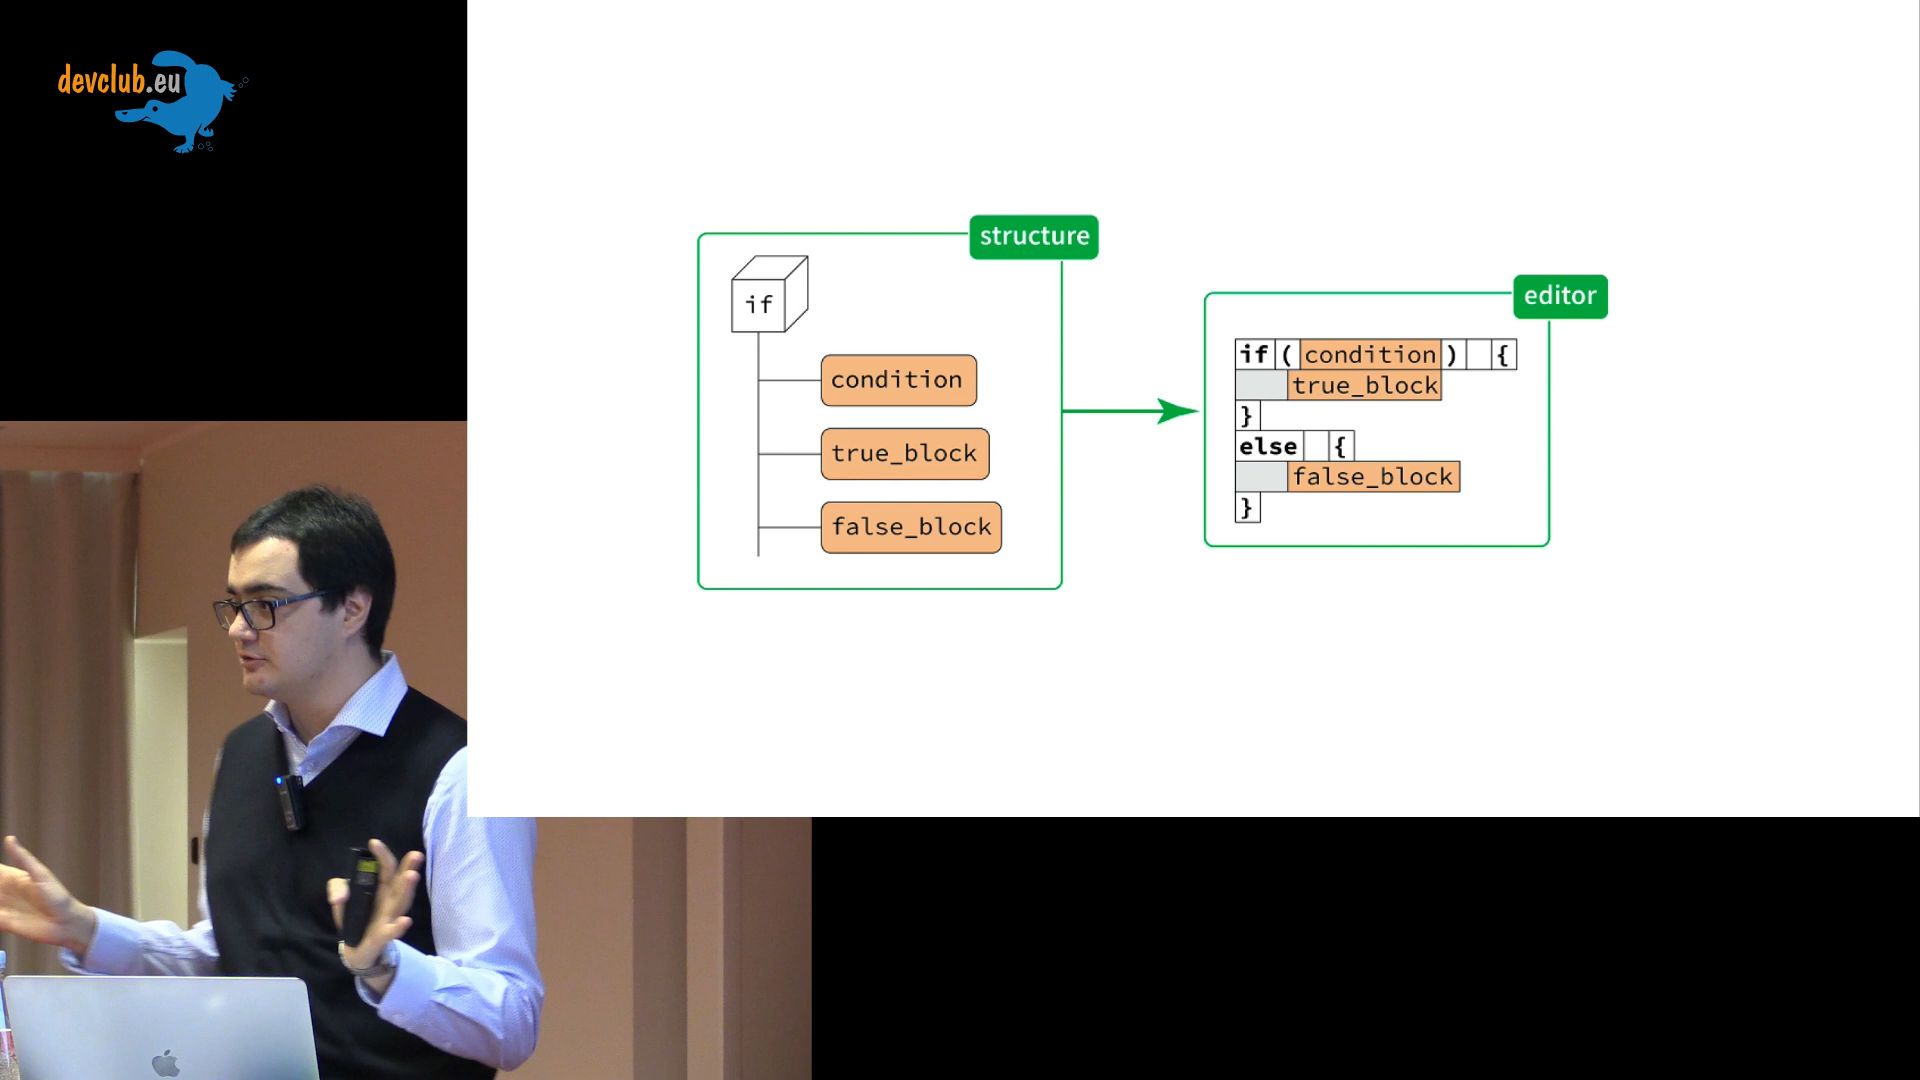 devclub.eu
structure
if
condition
true_block
false_block
editor
if ( condition ) {
true_block
}
else {
false_block
}